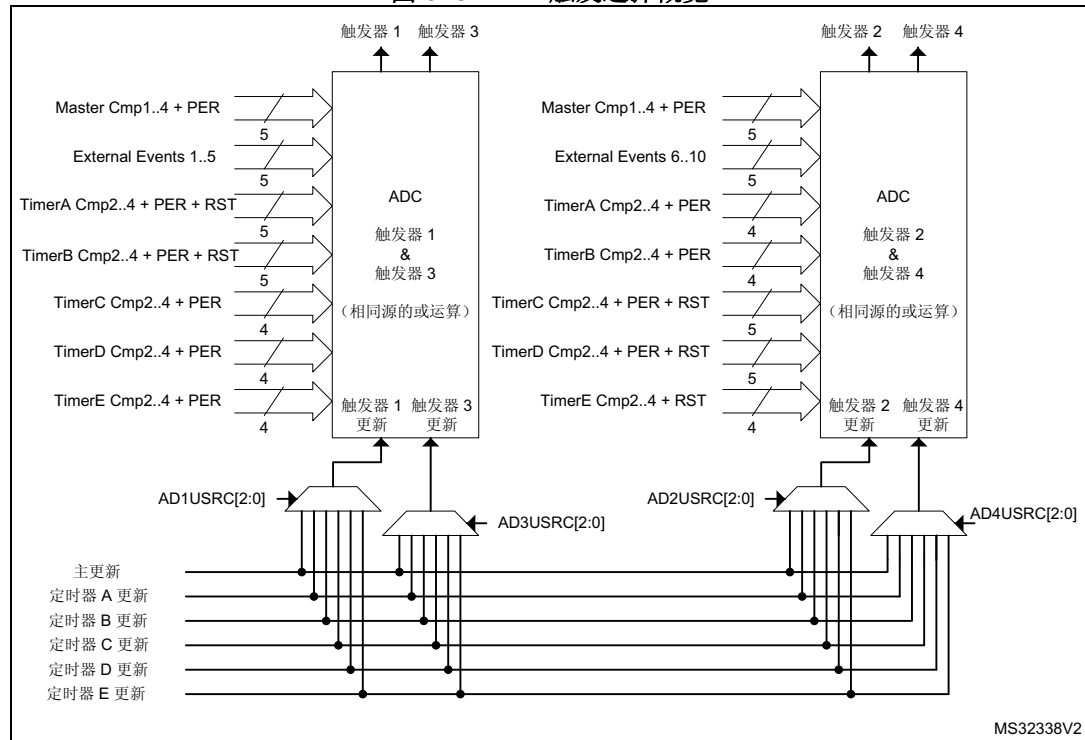 触发器 1 触发器 3
Master Cmp1..4 + PER
5
External Events 1..5
5
TimerA Cmp2..4 + PER + RST
5
TimerB Cmp2..4 + PER + RST
5
TimerC Cmp2..4 + PER
4
TimerD Cmp2..4 + PER
4
TimerE Cmp2..4 + PER
4
ADC
触发器 1
&
触发器 3
（相同源的或运算）
触发器 1 触发器 3
更新 更新
AD1USRC[2:0]
AD3USRC[2:0]
触发器 2 触发器 4
Master Cmp1..4 + PER
5
External Events 6..10
5
TimerA Cmp2..4 + PER
4
TimerB Cmp2..4 + PER
4
TimerC Cmp2..4 + PER + RST
5
TimerD Cmp2..4 + PER + RST
5
TimerE Cmp2..4 + RST
4
ADC
触发器 2
&
触发器 4
（相同源的或运算）
触发器 2 触发器 4
更新 更新
AD2USRC[2:0]
AD4USRC[2:0]
主更新
定时器 A 更新
定时器 B 更新
定时器 C 更新
定时器 D 更新
定时器 E 更新
MS32338V2